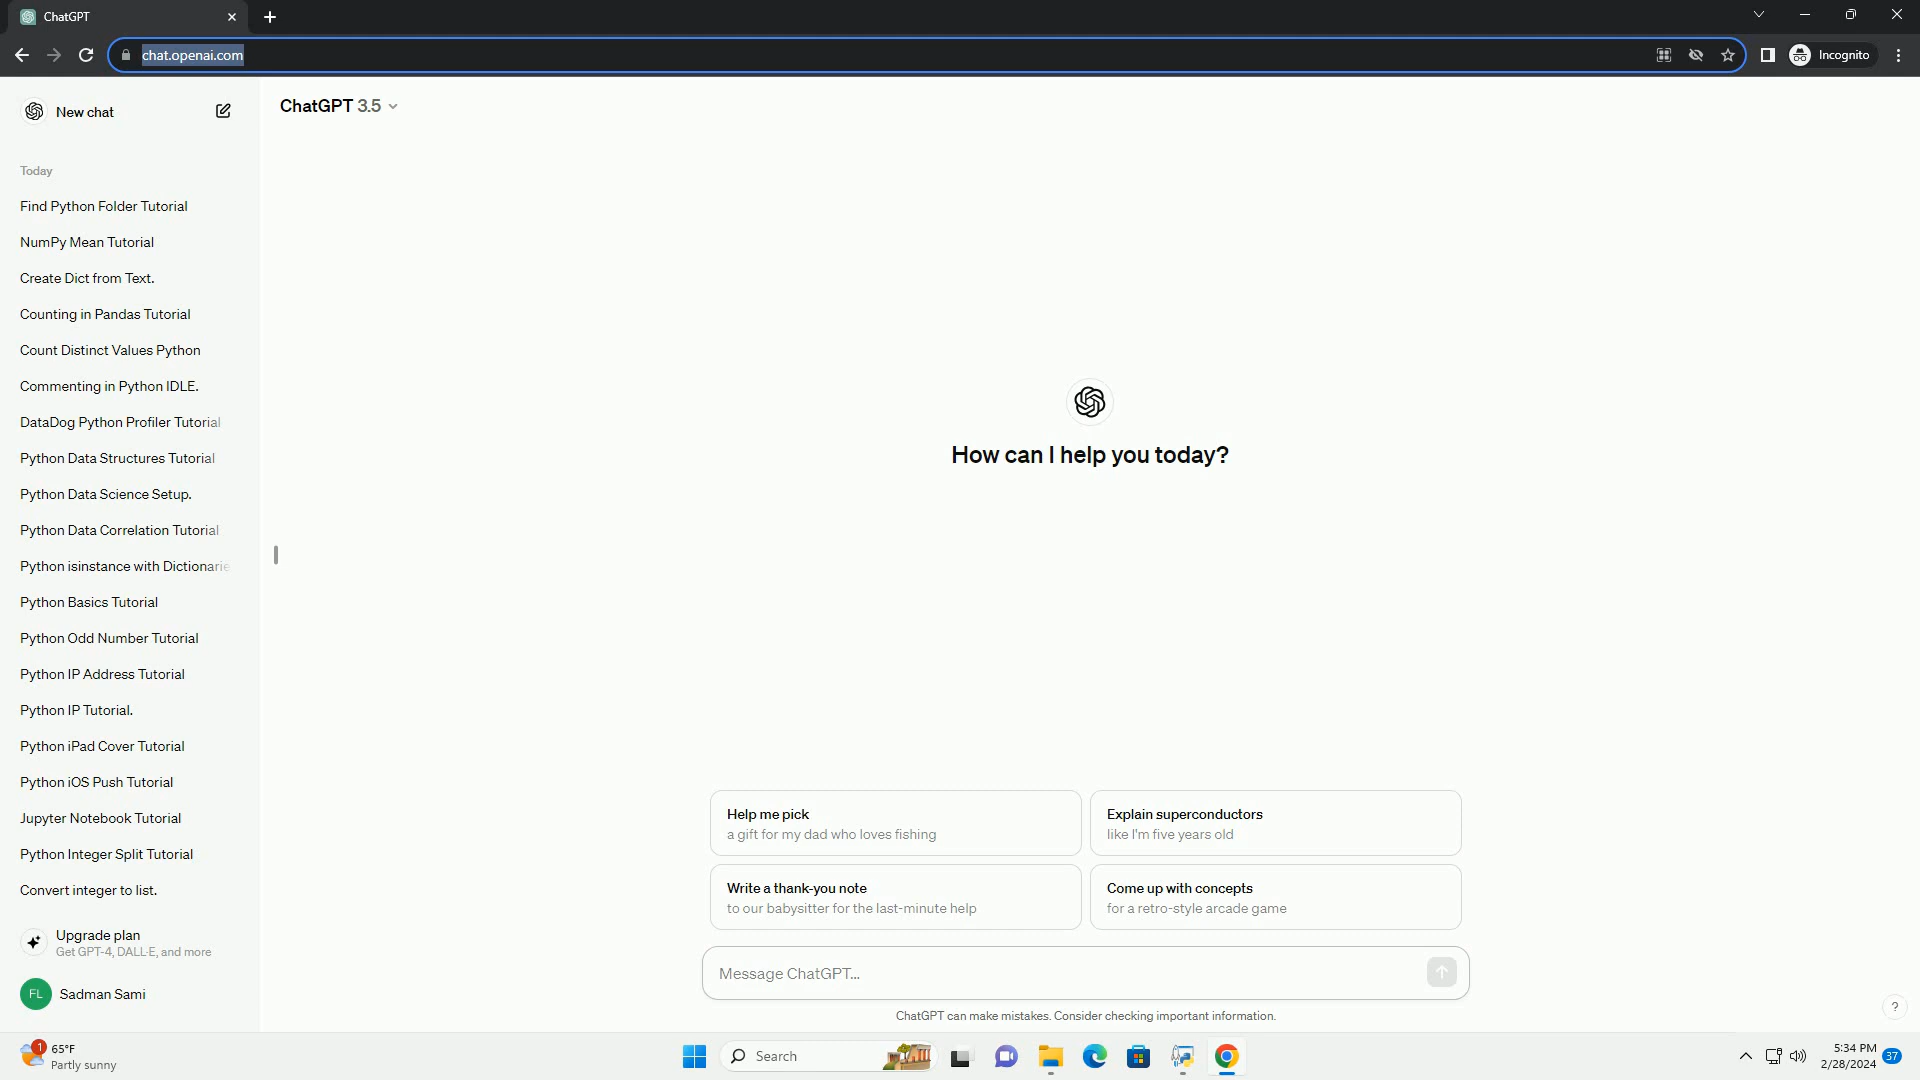 ChatGPT
chat.openai.com
Incognito
New chat
ChatGPT 3.5
Today
Find Python Folder Tutorial
NumPy Mean Tutorial
Create Dict from Text.
Counting in Pandas Tutorial
Count Distinct Values Python
Commenting in Python IDLE.
DataDog Python Profiler Tutorial
Python Data Structures Tutorial
Python Data Science Setup.
Python Data Correlation Tutorial
Python isinstance with Dictionarie
Python Basics Tutorial
Python Odd Number Tutorial
Python IP Address Tutorial
Python IP Tutorial.
Python iPad Cover Tutorial
Python iOS Push Tutorial
Jupyter Notebook Tutorial
Python Integer Split Tutorial
Convert integer to list.
Upgrade plan
Get GPT-4, DALL·E, and more
FL Sadman Sami
How can I help you today?
Help me pick
a gift for my dad who loves fishing
Explain superconductors
like I'm five years old
Write a thank-you note
to our babysitter for the last-minute help
Come up with concepts
for a retro-style arcade game
Message ChatGPT...
ChatGPT can make mistakes. Consider checking important information.
?
1
65°F
Partly sunny
Search
5:34 PM
2/28/2024
37